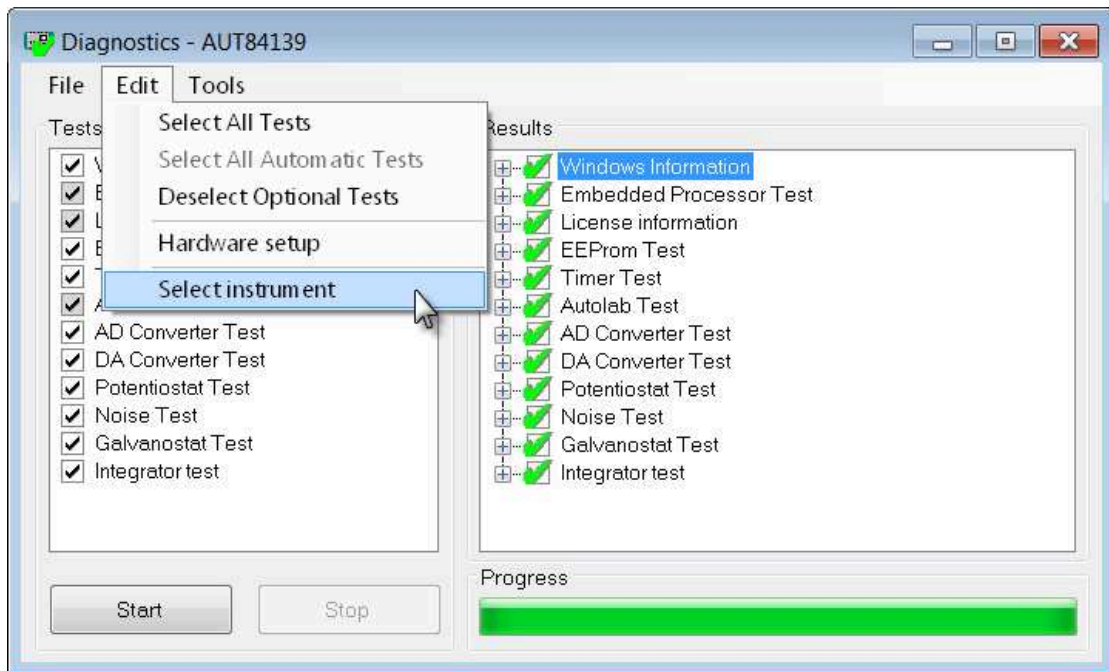 Diagnostics - AUT84139
File Edit Tools
Select All Tests
Select All Automatic Tests
Deselect Optional Tests
Hardware setup
Select instrument
Tests
AD Converter Test
DA Converter Test
Potentiostat Test
Noise Test
Galvanostat Test
Integrator test
Start
Stop
Results
Windows Information
Embedded Processor Test
License information
EEProm Test
Timer Test
Autolab Test
AD Converter Test
DA Converter Test
Potentiostat Test
Noise Test
Galvanostat Test
Integrator test
Progress